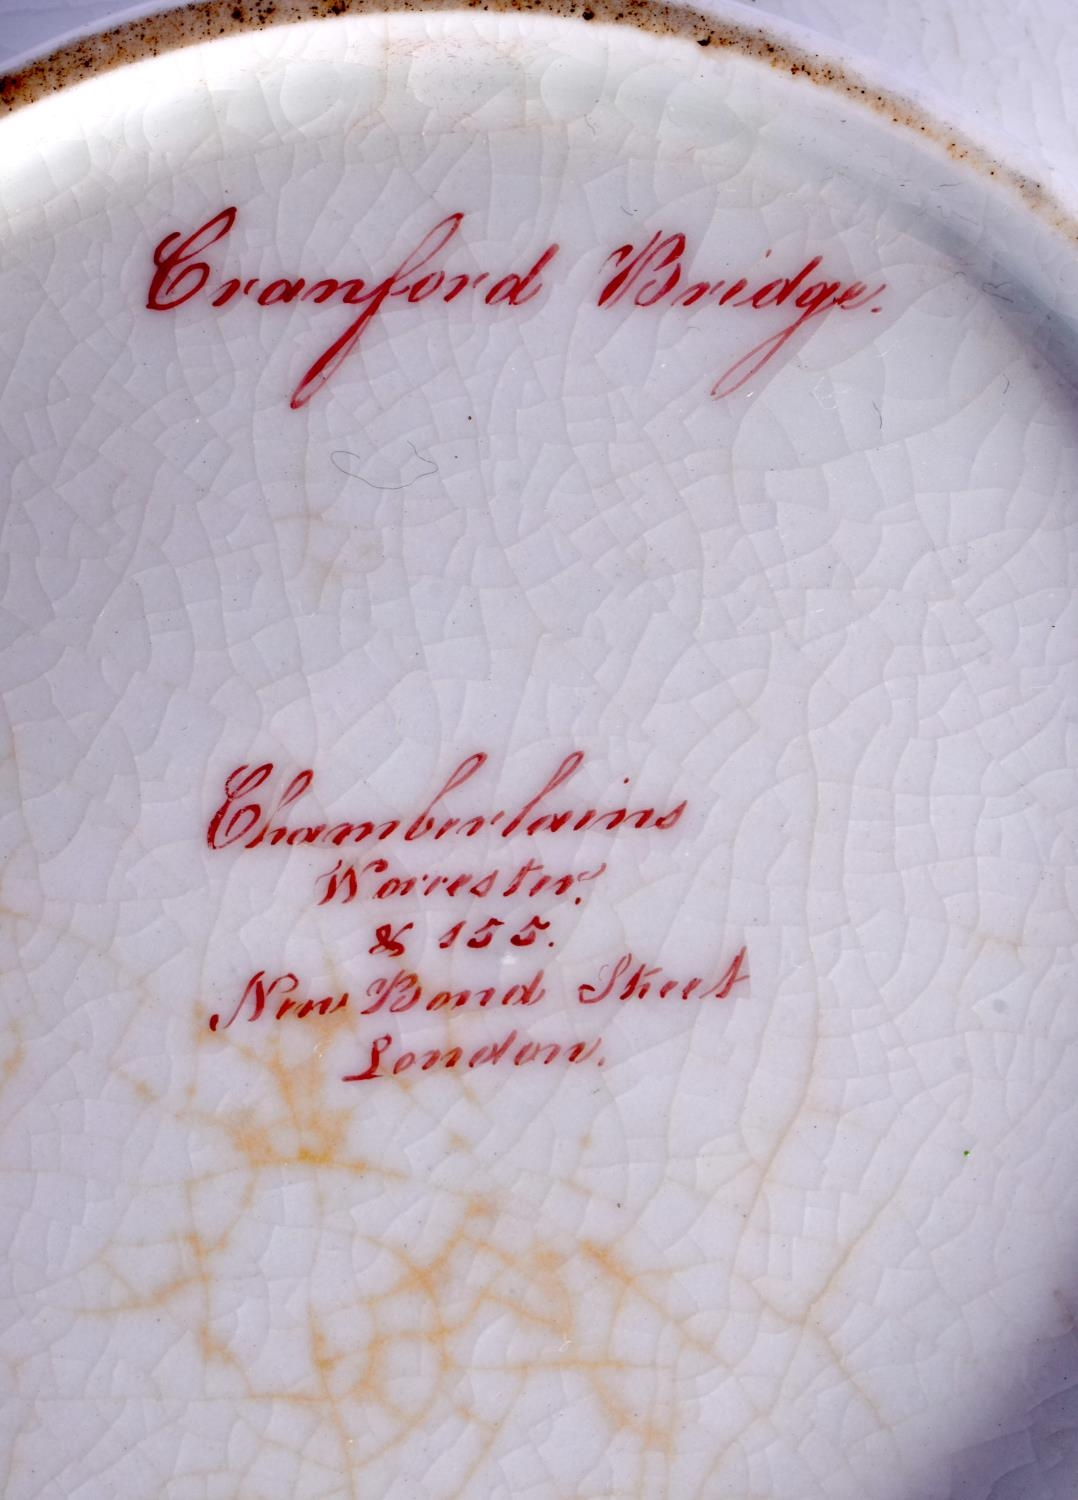 Cranford Bridge.
Chamberlains
Worcester,
& 155.
New Bond Street
London.